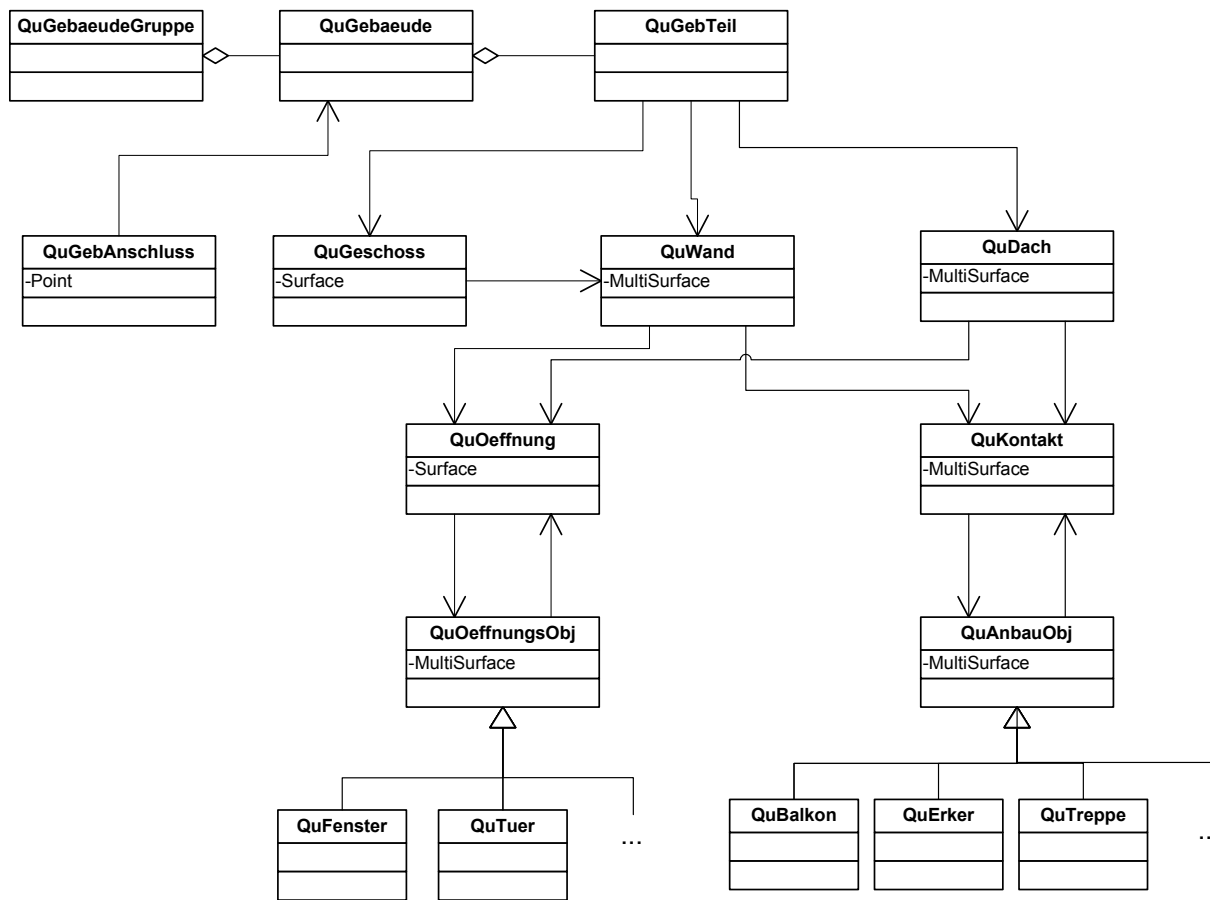 QuGebaeudeGruppe
QuGebaeude
QuGebTeil
QuGebAnschluss
-Point
QuGeschoss
-Surface
QuWand
-MultiSurface
QuDach
-MultiSurface
QuOeffnung
-Surface
QuKontakt
-MultiSurface
QuOeffnungsObj
-MultiSurface
QuAnbauObj
-MultiSurface
QuFenster
QuTuer
...
QuBalkon
QuErker
QuTreppe
...